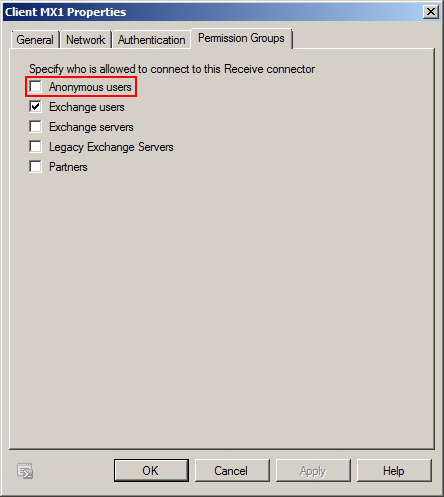 Client MX1 Properties
General Network Authentication Permission Groups
Specify who is allowed to connect to this Receive connector
Anonymous users
Exchange users
Exchange servers
Legacy Exchange Servers
Partners
OK Cancel Apply Help